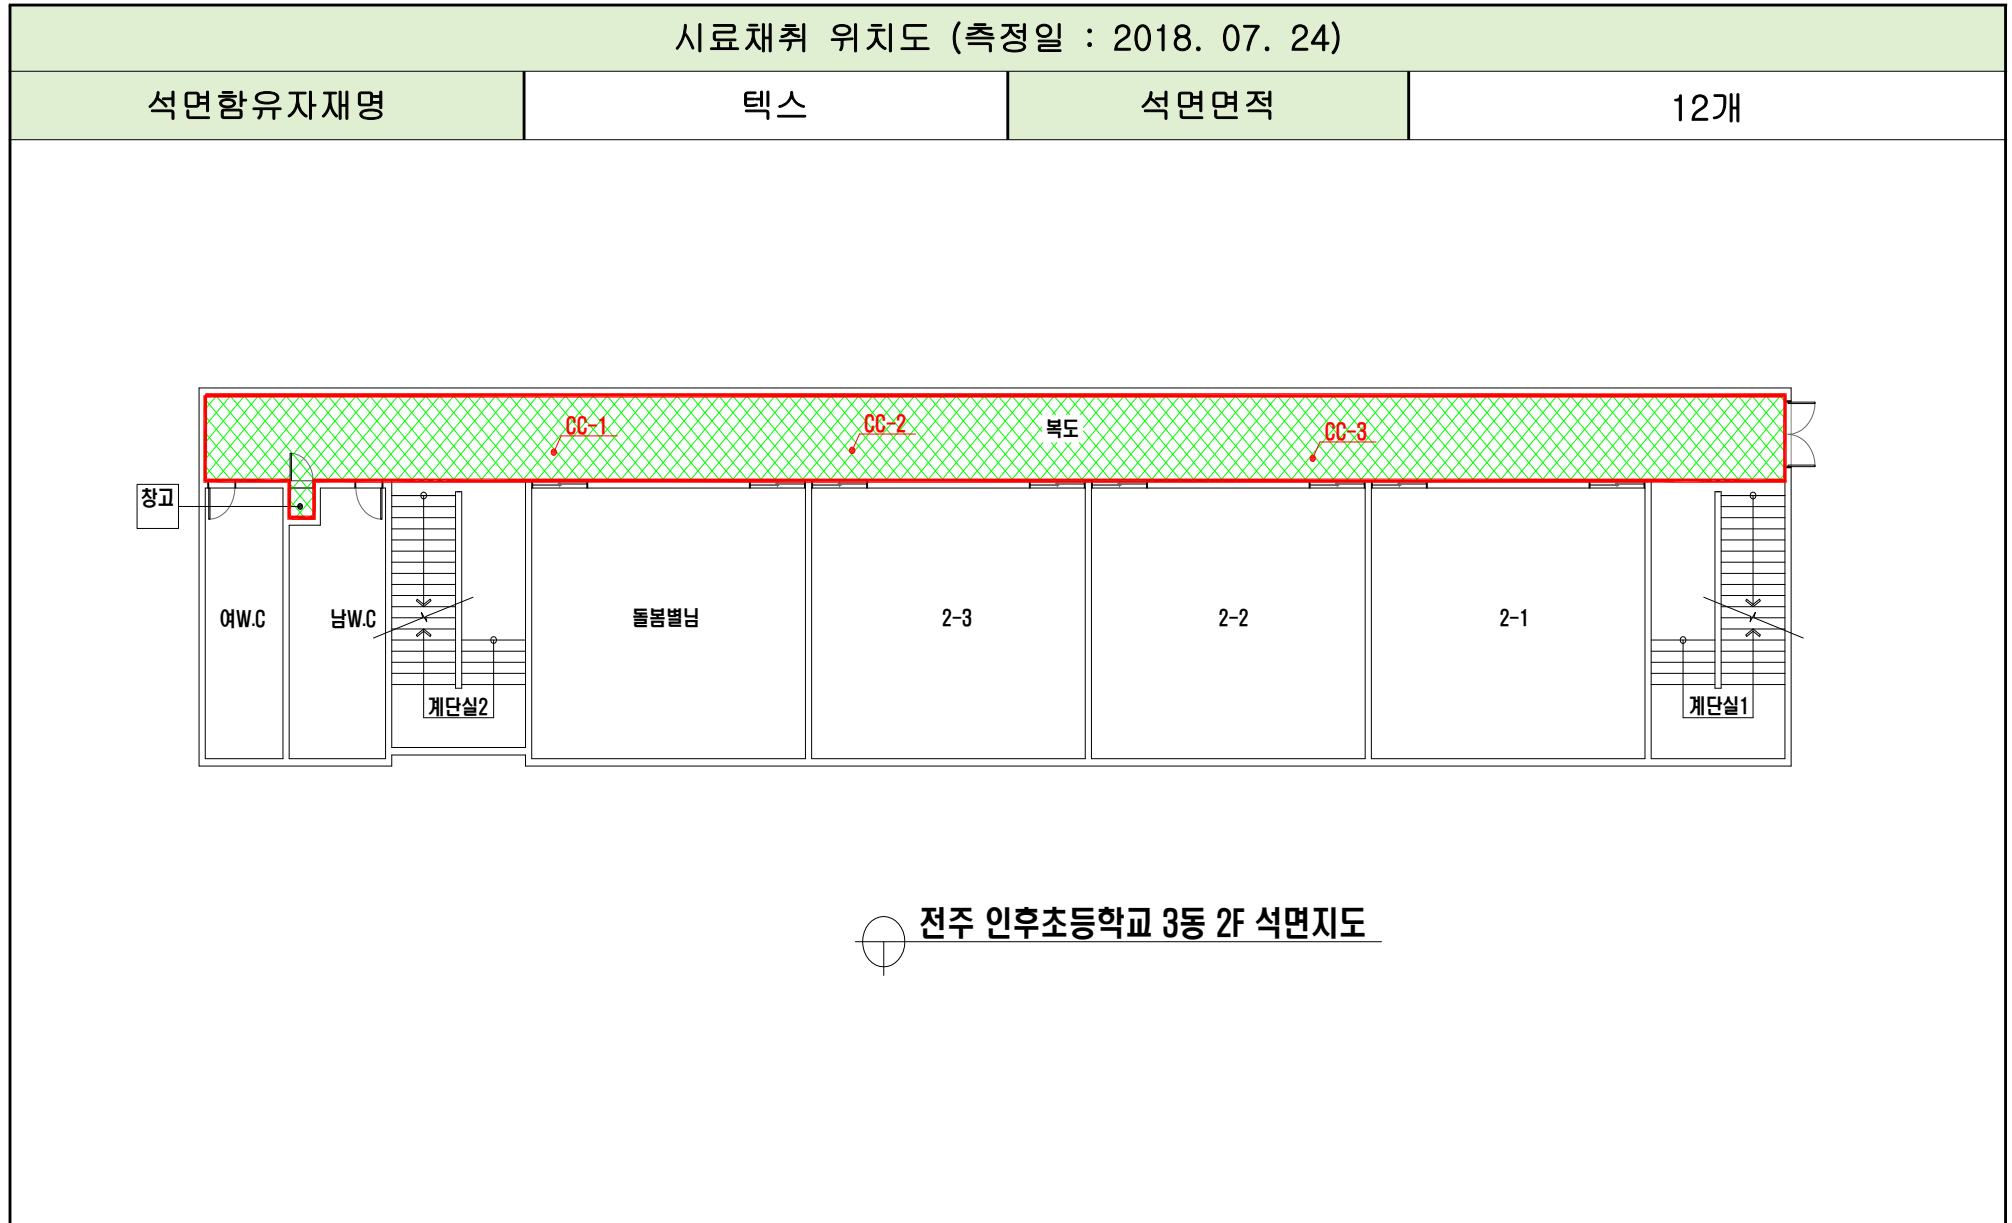 시료채취 위치도 (측정일 : 2018. 07. 24)
석면함유자재명 텍스 석면면적 12개
CC-1 CC-2 복도 CC-3
창고
여W.C 남W.C 돌봄별님 2-3 2-2 2-1
계단실2 계단실1
전주 인후초등학교 3동 2F 석면지도